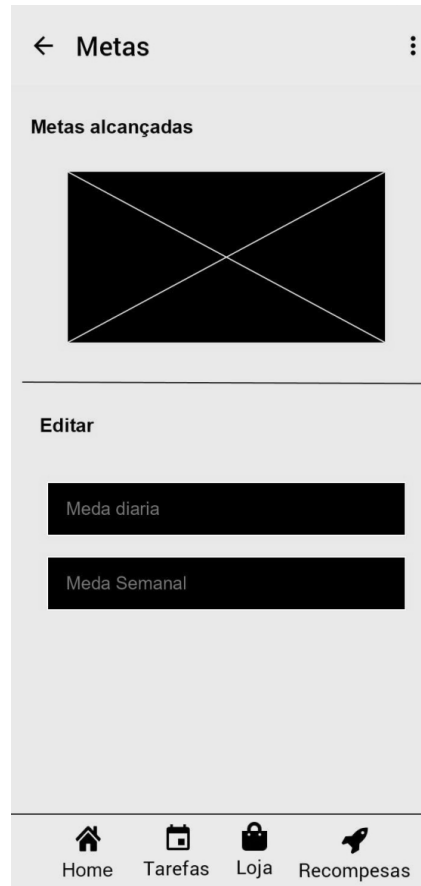 Metas
Metas alcançadas
Editar
Meda diaria
Meda Semanal
Home Tarefas Loja Recompesas